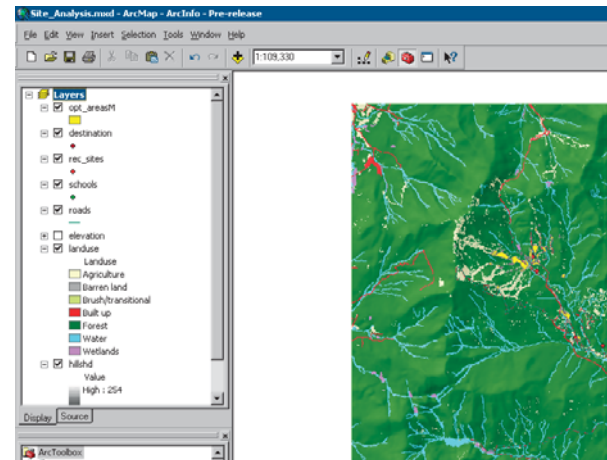 Site_Analysis.mxd - ArcMap - ArcInfo - Pre-release
File Edit View Insert Selection Tools Window Help
1:109,330
Layers
opt_areasM
destination
rec_sites
schools
roads
elevation
landuse
Landuse
Agriculture
Barren land
Brush/transitional
Built up
Forest
Water
Wetlands
hillshd
Value
High : 254
Display Source
ArcToolbox